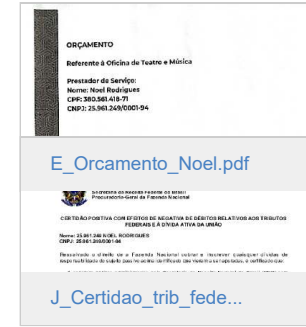 ORÇAMENTO
Referente à Oficina de Teatro e Música
Prestador de Serviço:
Nome: Noel Rodrigues
CPF: 380.561.418-71
CNPJ: 25.961.249/0001-94
E_Orcamento_Noel.pdf
Secretaria da Receita Federal do Brasil
Procuradoria-Geral da Fazenda Nacional
CERTIDÃO POSITIVA COM EFEITOS DE NEGATIVA DE DÉBITOS RELATIVOS AOS TRIBUTOS
FEDERAIS E À DÍVIDA ATIVA DA UNIÃO
Nome: 25.961.249 NOEL RODRIGUES
CNPJ: 25.961.249/0001-94
Ressalvado o direito de a Fazenda Nacional cobrar e inscrever quaisquer dívidas de
J_Certidao_trib_fede...